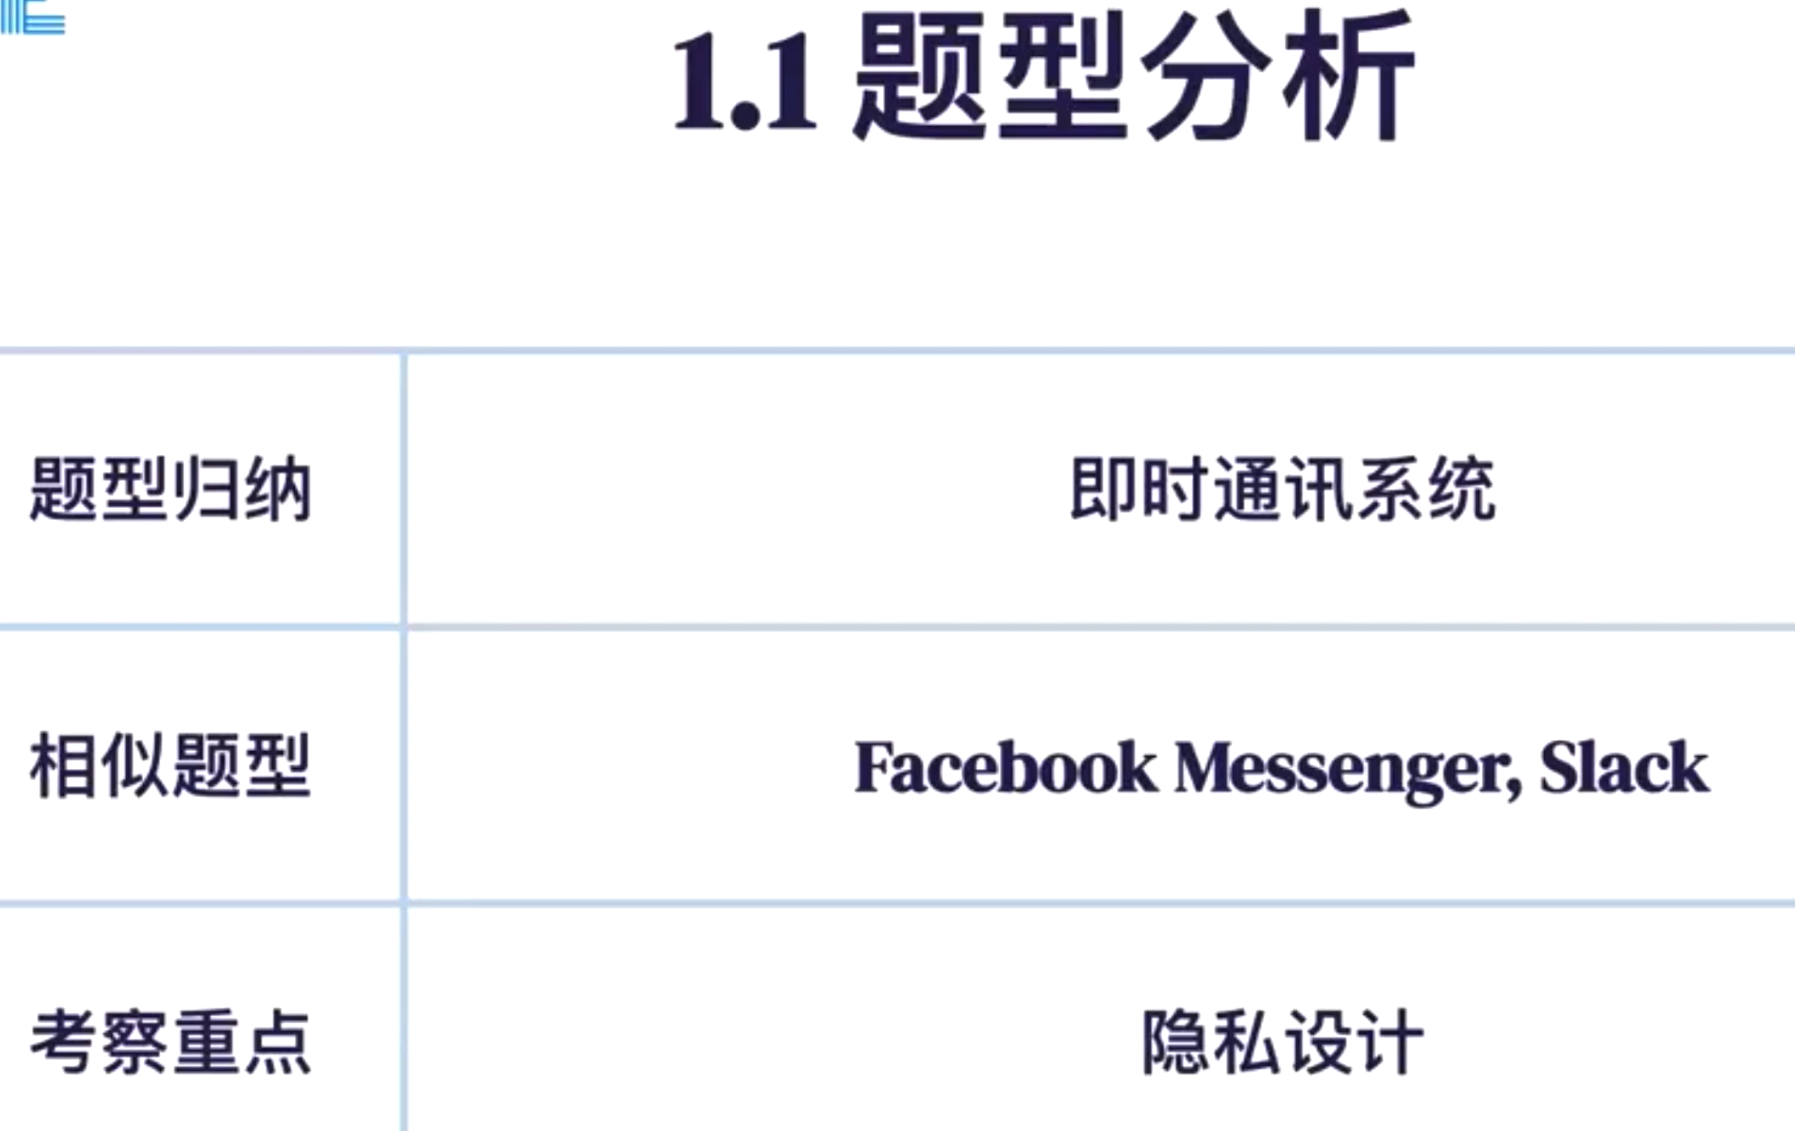 1.1 题型分析
题型归纳
即时通讯系统
相似题型
Facebook Messenger, Slack
考察重点
隐私设计